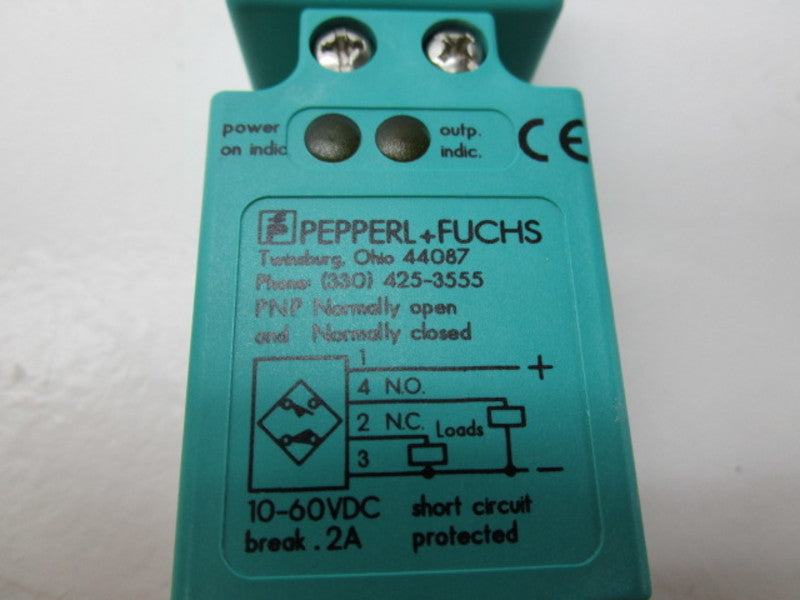 power
on indic
outp.
indic.
CE
PEPPERL+FUCHS
Twinsburg, Ohio 44087
Phone: (330) 425-3555
PNP Normally open
and Normally closed
1
+
4 N.O.
2 N.C. Loads
3
−
10-60VDC short circuit
break .2A protected